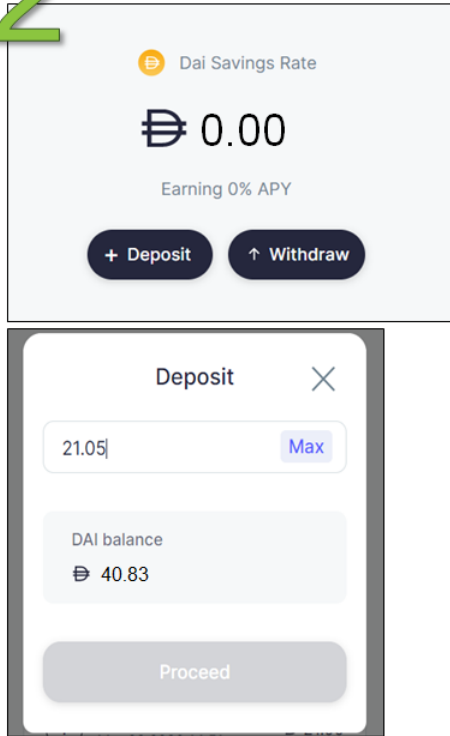 2
Dai Savings Rate
0.00
Earning 0% APY
+ Deposit
↑ Withdraw
Deposit
21.05
Max
DAI balance
40.83
Proceed